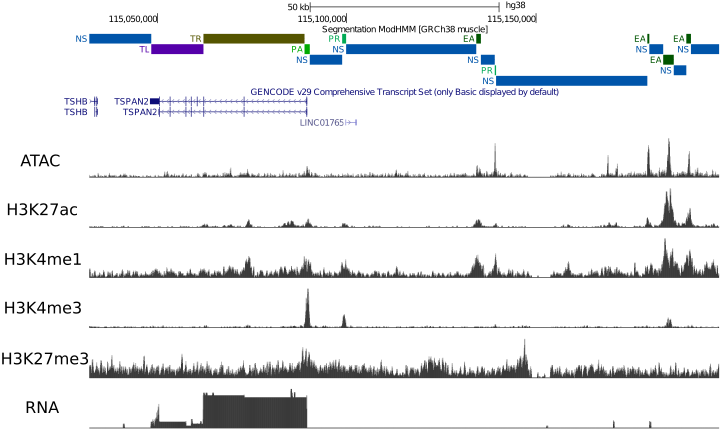 50 kb hg38
115,050,000 115,100,000 115,150,000
Segmentation ModHMM [GRCh38 muscle]
NS TR PR EA EA EA
TL PA NS NS NS
NS NS EA
PR NS
NS
GENCODE v29 Comprehensive Transcript Set (only Basic displayed by default)
TSHB TSPAN2
TSHB TSPAN2
LINC01765
ATAC
H3K27ac
H3K4me1
H3K4me3
H3K27me3
RNA